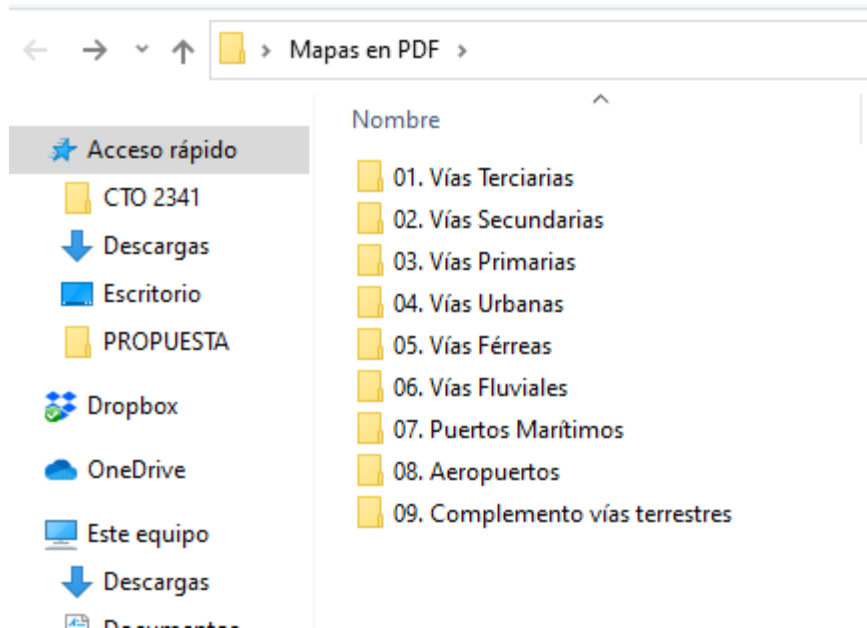 Mapas en PDF
Nombre
Acceso rápido
CTO 2341
Descargas
Escritorio
PROPUESTA
Dropbox
OneDrive
Este equipo
Descargas
Documentos
01. Vías Terciarias
02. Vías Secundarias
03. Vías Primarias
04. Vías Urbanas
05. Vías Férreas
06. Vías Fluviales
07. Puertos Marítimos
08. Aeropuertos
09. Complemento vías terrestres